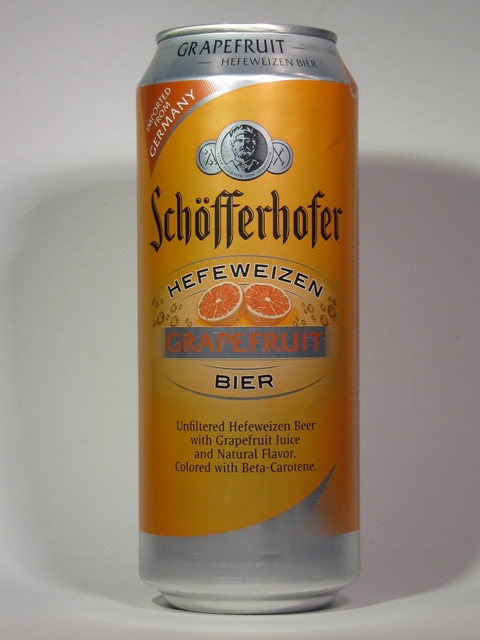 GRAPEFRUIT
HEFEWEIZEN BIER
IMPORTED
FROM
GERMANY
Schöfferhofer
HEFEWEIZEN
GRAPEFRUIT
BIER
Unfiltered Hefeweizen Beer
with Grapefruit Juice
and Natural Flavor.
Colored with Beta-Carotene.